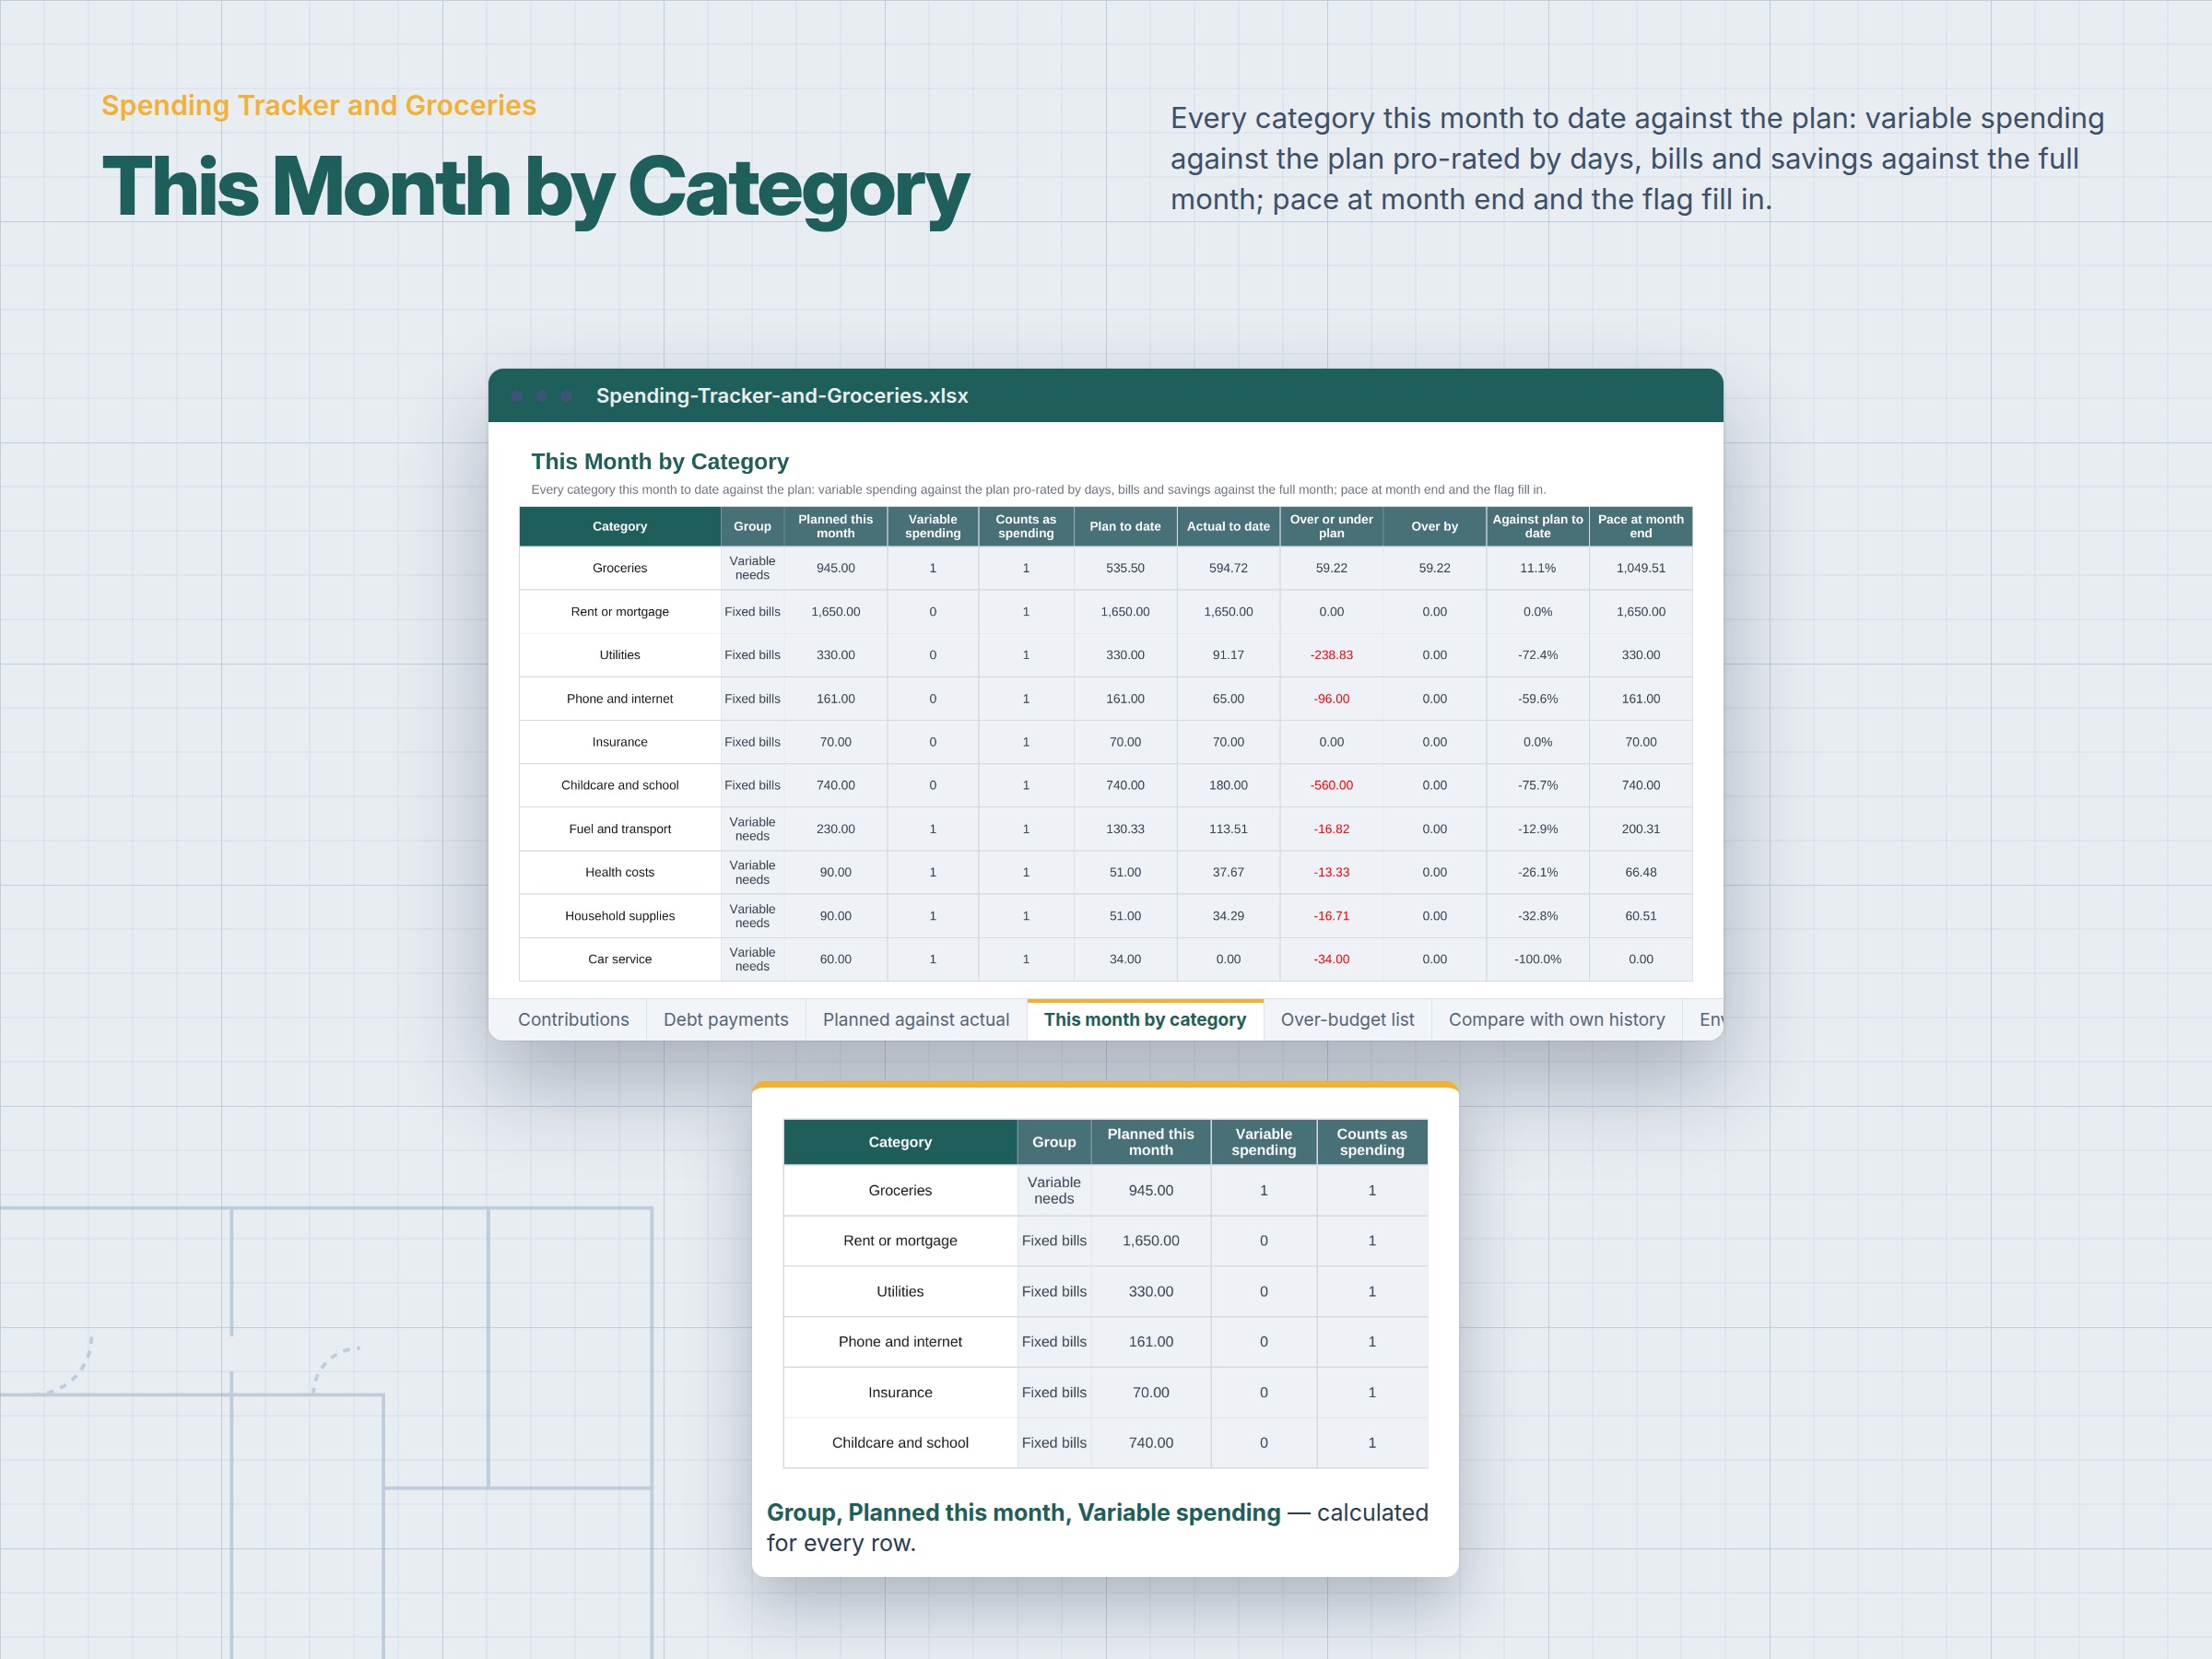 Spending Tracker and Groceries
This Month by Category
Every category this month to date against the plan: variable spending
against the plan pro-rated by days, bills and savings against the full
month; pace at month end and the flag fill in.
Spending-Tracker-and-Groceries.xlsx
This Month by Category
Every category this month to date against the plan: variable spending against the plan pro-rated by days, bills and savings against the full month; pace at month end and the flag fill in.
Category Group Planned this month Variable spending Counts as spending Plan to date Actual to date Over or under plan Over by Against plan to date Pace at month end
Groceries Variable needs 945.00 1 1 535.50 594.72 59.22 59.22 11.1% 1,049.51
Rent or mortgage Fixed bills 1,650.00 0 1 1,650.00 1,650.00 0.00 0.00 0.0% 1,650.00
Utilities Fixed bills 330.00 0 1 330.00 91.17 -238.83 0.00 -72.4% 330.00
Phone and internet Fixed bills 161.00 0 1 161.00 65.00 -96.00 0.00 -59.6% 161.00
Insurance Fixed bills 70.00 0 1 70.00 70.00 0.00 0.00 0.0% 70.00
Childcare and school Fixed bills 740.00 0 1 740.00 180.00 -560.00 0.00 -75.7% 740.00
Fuel and transport Variable needs 230.00 1 1 130.33 113.51 -16.82 0.00 -12.9% 200.31
Health costs Variable needs 90.00 1 1 51.00 37.67 -13.33 0.00 -26.1% 66.48
Household supplies Variable needs 90.00 1 1 51.00 34.29 -16.71 0.00 -32.8% 60.51
Car service Variable needs 60.00 1 1 34.00 0.00 -34.00 0.00 -100.0% 0.00
Contributions Debt payments Planned against actual This month by category Over-budget list Compare with own history
Category Group Planned this month Variable spending Counts as spending
Groceries Variable needs 945.00 1 1
Rent or mortgage Fixed bills 1,650.00 0 1
Utilities Fixed bills 330.00 0 1
Phone and internet Fixed bills 161.00 0 1
Insurance Fixed bills 70.00 0 1
Childcare and school Fixed bills 740.00 0 1
Group, Planned this month, Variable spending — calculated
for every row.